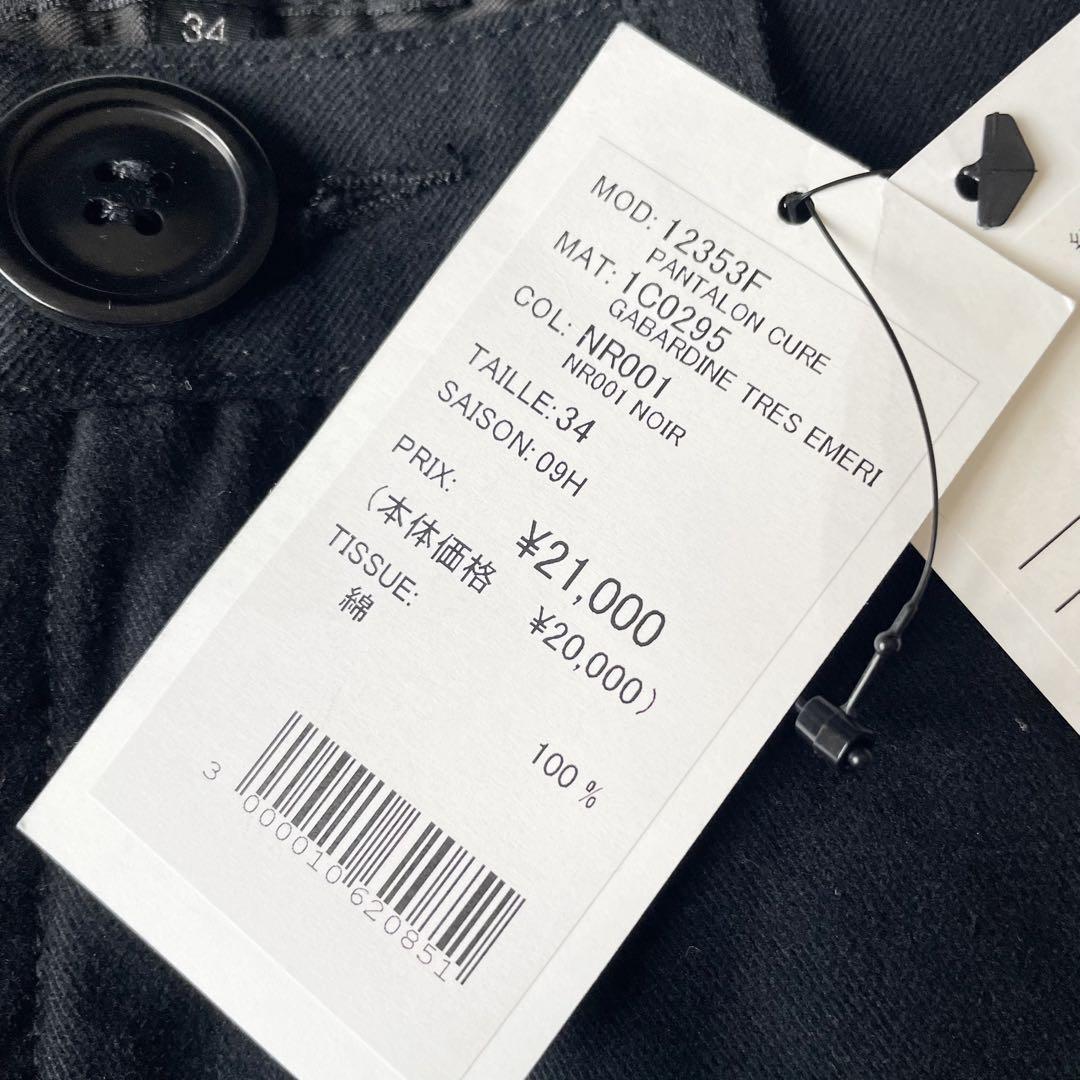 34
MOD: 12353F
PANTALON CURE
MAT: 1C0295
GABARDINE TRES EMERI
COL: NR001
NR001 NOIR
TAILLE:34
SAISON:09H
PRIX: ¥21,000
(本体価格 ¥20,000)
TISSUE:
綿 100 %
3 000010 620851